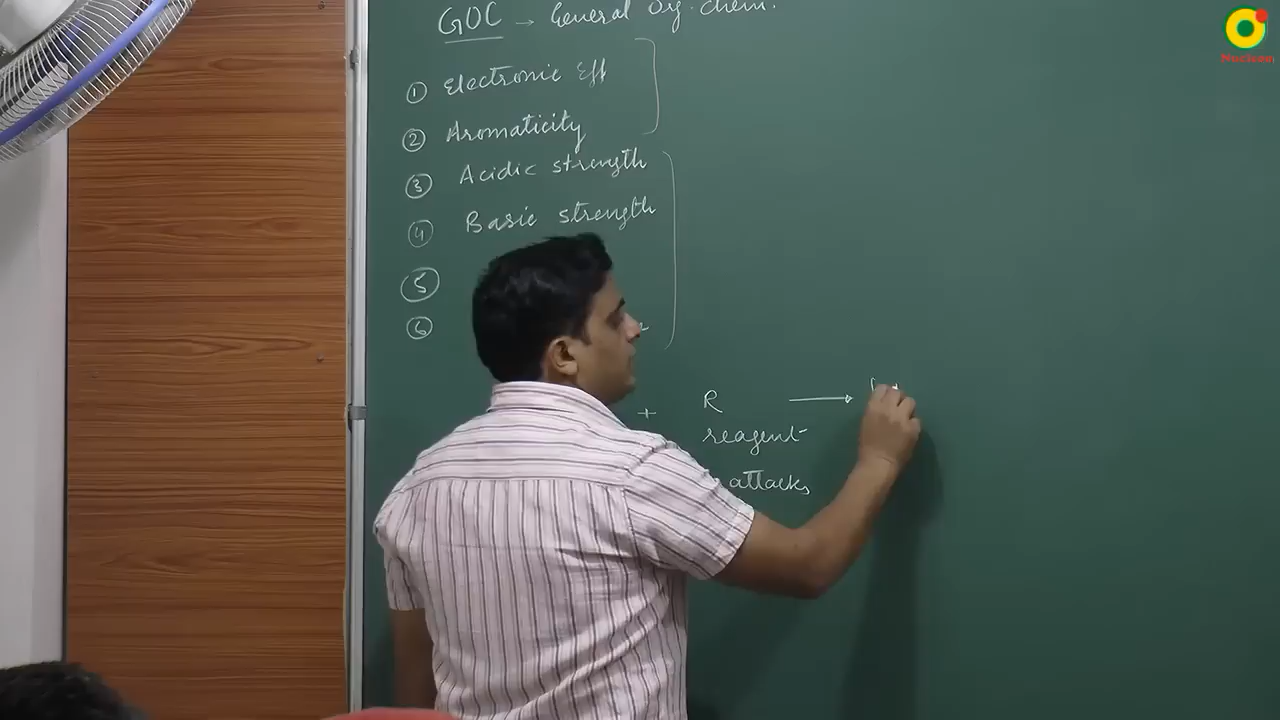 GOC → General Org. chem.
① Electronic Eff
② Aromaticity
③ Acidic strength
④ Basic strength
⑤
⑥
+ R →
reagent
attacks